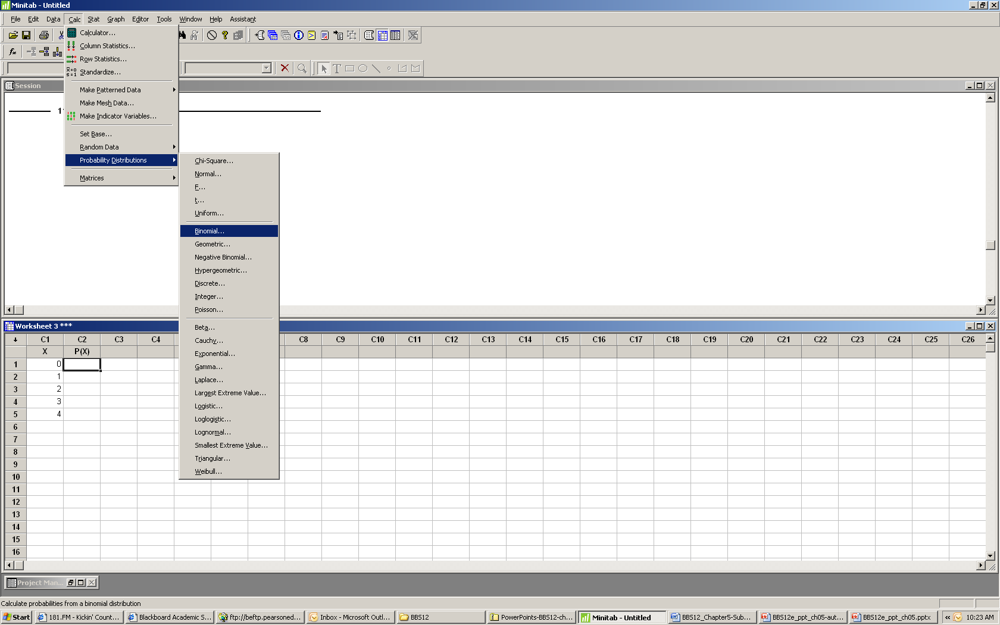 Minitab - Untitled
File Edit Data Calc Stat Graph Editor Tools Window Help Assistant
Calculator...
Column Statistics...
Row Statistics...
Standardize...
Make Patterned Data
Make Mesh Data...
Make Indicator Variables...
Set Base...
Random Data
Probability Distributions
Matrices
Chi-Square...
Normal...
F...
t...
Uniform...
Binomial...
Geometric...
Negative Binomial...
Hypergeometric...
Discrete...
Integer...
Poisson...
Beta...
Cauchy...
Exponential...
Gamma...
Laplace...
Largest Extreme Value...
Logistic...
Loglogistic...
Lognormal...
Smallest Extreme Value...
Triangular...
Weibull...
Session
Worksheet 3 ***
C1 C2 C3 C4 C8 C9 C10 C11 C12 C13 C14 C15 C16 C17 C18 C19 C20 C21 C22 C23 C24 C25 C26
X P(X)
1 0
2 1
3 2
4 3
5 4
6
7
8
9
10
11
12
13
14
15
16
Project Man...
Calculate probabilities from a binomial distribution
Start 181.FM - Kickin' Count... Blackboard Academic S... ftp://beftp.pearsoned... Inbox - Microsoft Outl... BBS12 PowerPoints-BBS12-ch... Minitab - Untitled BBS12_Chapter5-Sub... BBS12e_ppt_ch05-aut... BBS12e_ppt_ch05.pptx « 10:23 AM